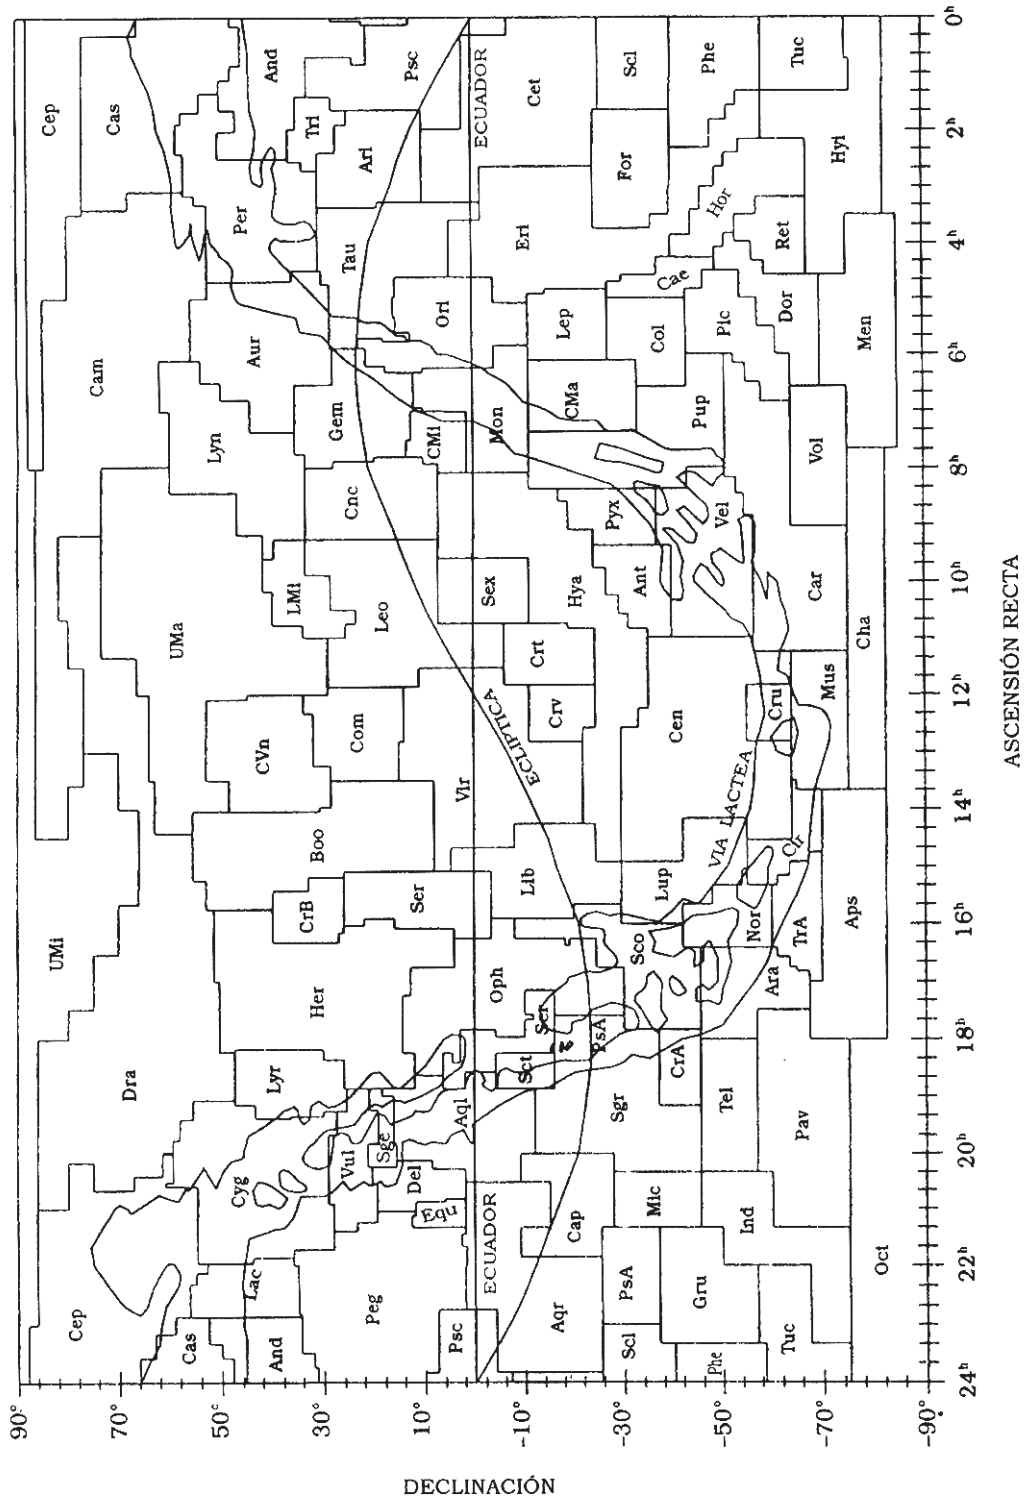 DECLINACIÓN
90°
70°
50°
30°
10°
-10°
-30°
-50°
-70°
-90°
Cep
UMi
Cep
Cam
Dra
Cas
Cas
UMa
Lyn
Cyg
Lac
And
Lyr
Her
CVn
Aur
Per
And
CrB
Boo
Com
LMi
Gem
Tri
Vul
Sge
Peg
Del
Equ
Ser
Leo
Cnc
CMi
Tau
Ari
Psc
Psc
Aql
Vir
Sex
Mon
Ori
ECUADOR
ECUADOR
ECLIPTICA
Oph
Ser
Sct
Lib
Crv
Crt
Hya
CMa
Lep
Eri
Cet
Aqr
Cap
PsA
Sgr
Sco
Pyx
Ant
Pup
Col
Cae
For
Scl
Scl
PsA
Mic
CrA
Lup
Cen
Vel
Pic
Hor
Phe
Phe
Gru
Ind
Tel
Nor
VIA LACTEA
Cru
Car
Dor
Ret
Tuc
Tuc
Pav
Ara
TrA
Cir
Mus
Vol
Hyi
Oct
Aps
Cha
Men
24h
22h
20h
18h
16h
14h
12h
10h
8h
6h
4h
2h
0h
ASCENSIÓN RECTA